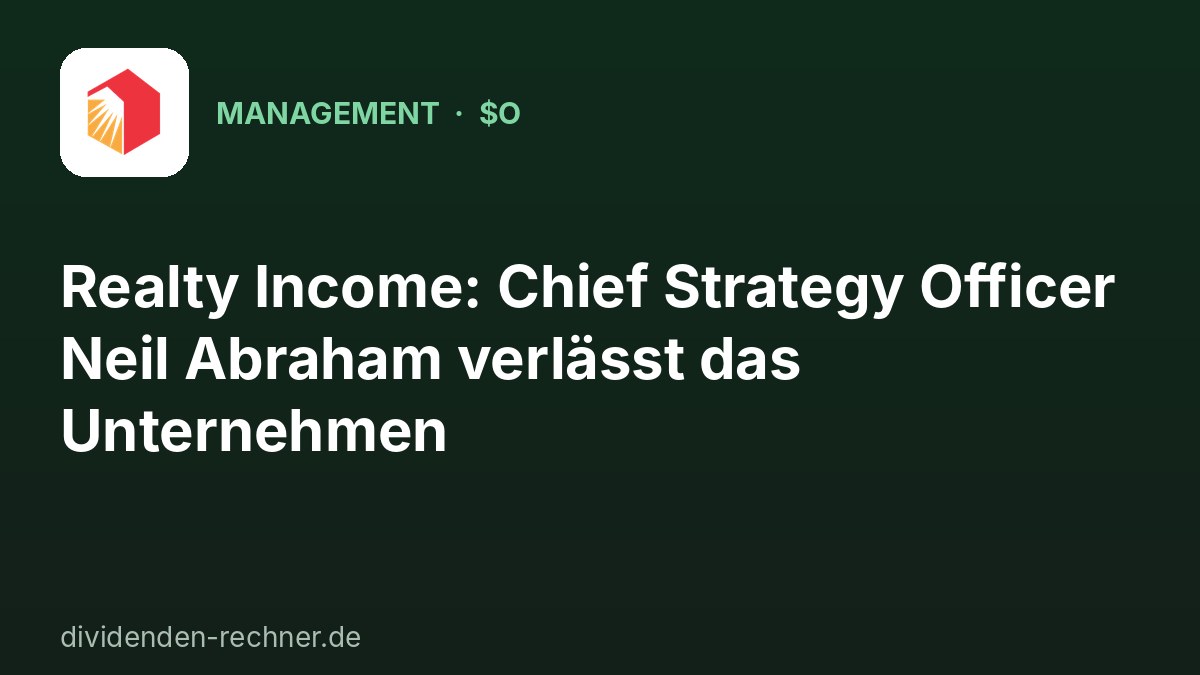 MANAGEMENT · $O
Realty Income: Chief Strategy Officer
Neil Abraham verlässt das
Unternehmen
dividenden-rechner.de